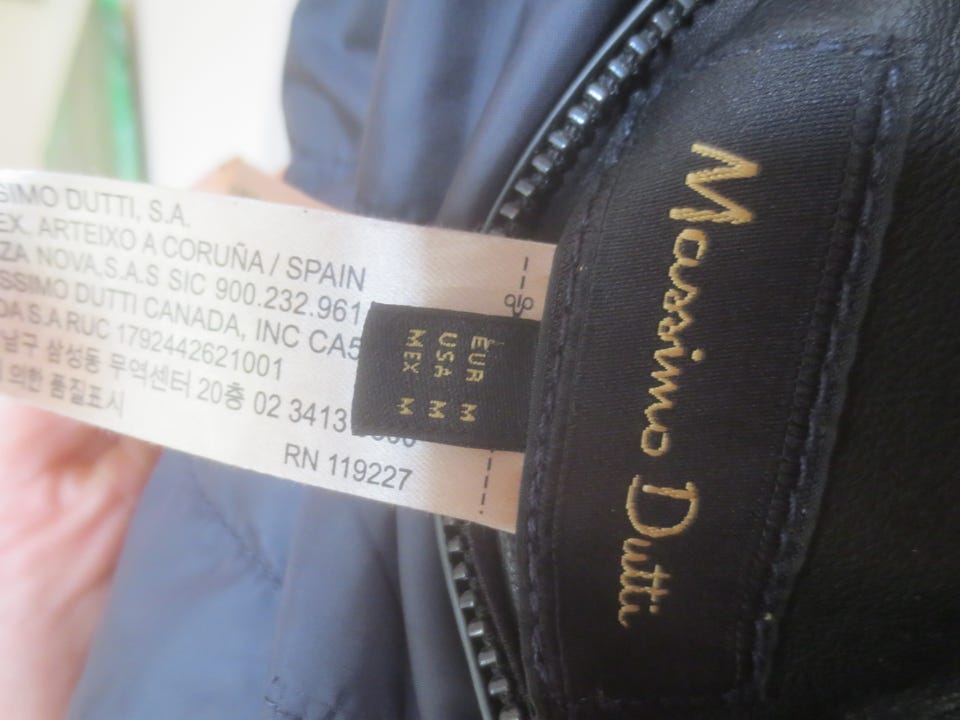 Massimo Dutti
EUR M
USA M
MEX M
SIMO DUTTI, S.A.
EX. ARTEIXO A CORUÑA / SPAIN
ZA NOVA,S.A.S SIC 900.232.961
SSIMO DUTTI CANADA, INC CA5
DA S.A RUC 1792442621001
남구 삼성동 무역센터 20층 02 3413
의한 품질표시
RN 119227